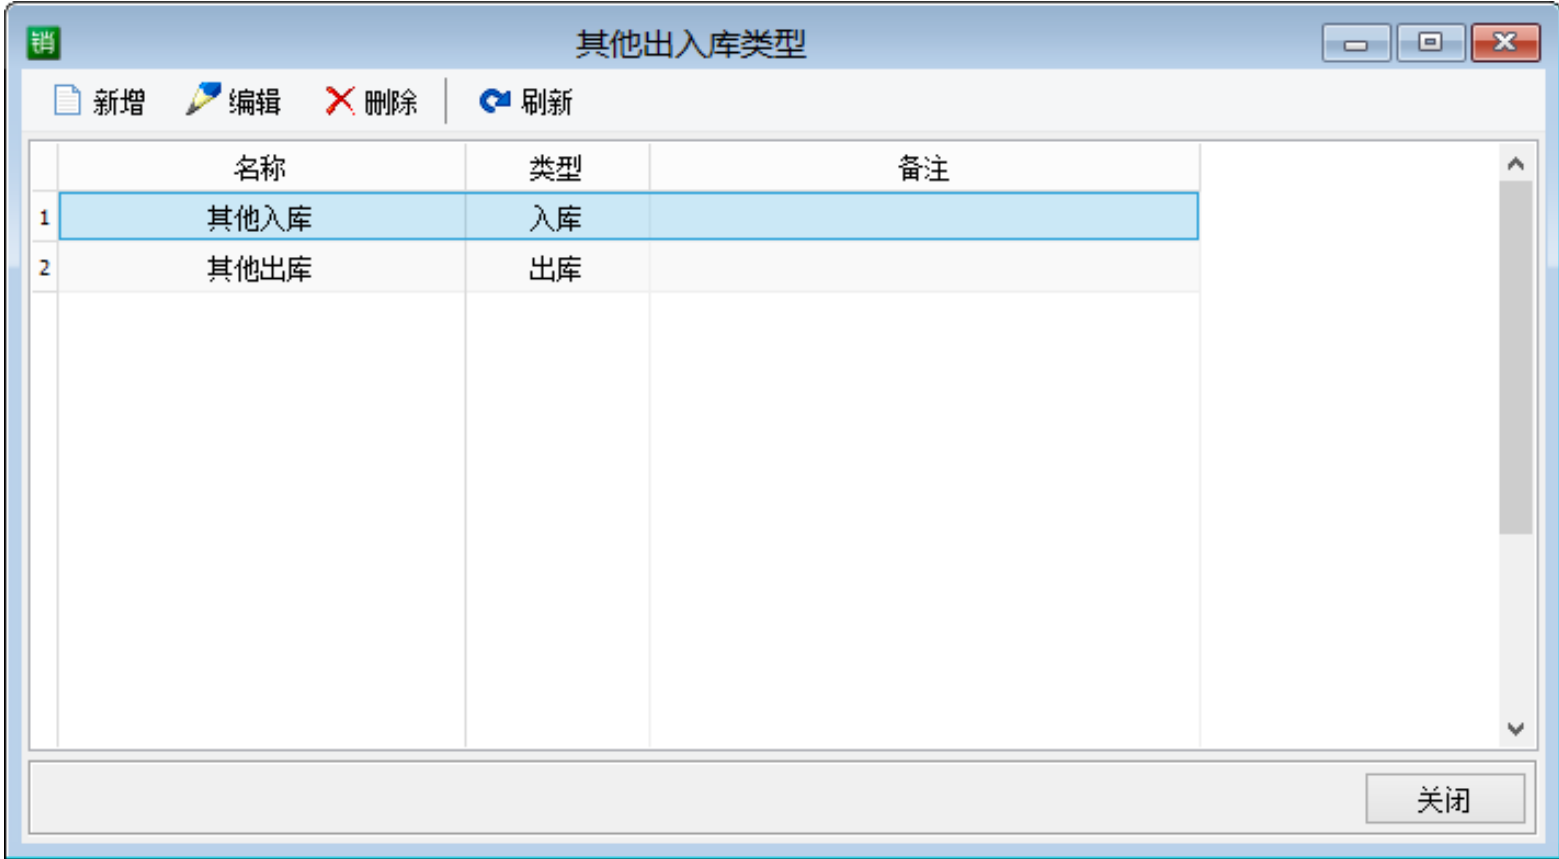 销 其他出入库类型
新增 编辑 删除 刷新
名称 类型 备注
1 其他入库 入库
2 其他出库 出库
关闭